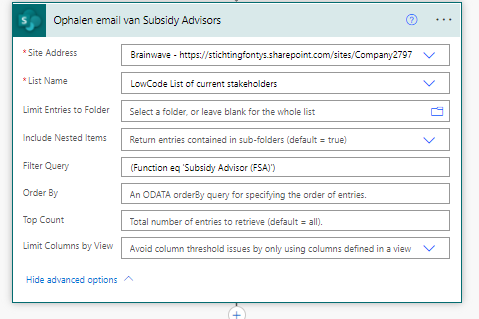 Ophalen email van Subsidy Advisors
* Site Address
Brainwave - https://stichtingfontys.sharepoint.com/sites/Company2797
* List Name
LowCode List of current stakeholders
Limit Entries to Folder
Select a folder, or leave blank for the whole list
Include Nested Items
Return entries contained in sub-folders (default = true)
Filter Query
(Function eq 'Subsidy Advisor (FSA)')
Order By
An ODATA orderBy query for specifying the order of entries.
Top Count
Total number of entries to retrieve (default = all).
Limit Columns by View
Avoid column threshold issues by only using columns defined in a view
Hide advanced options